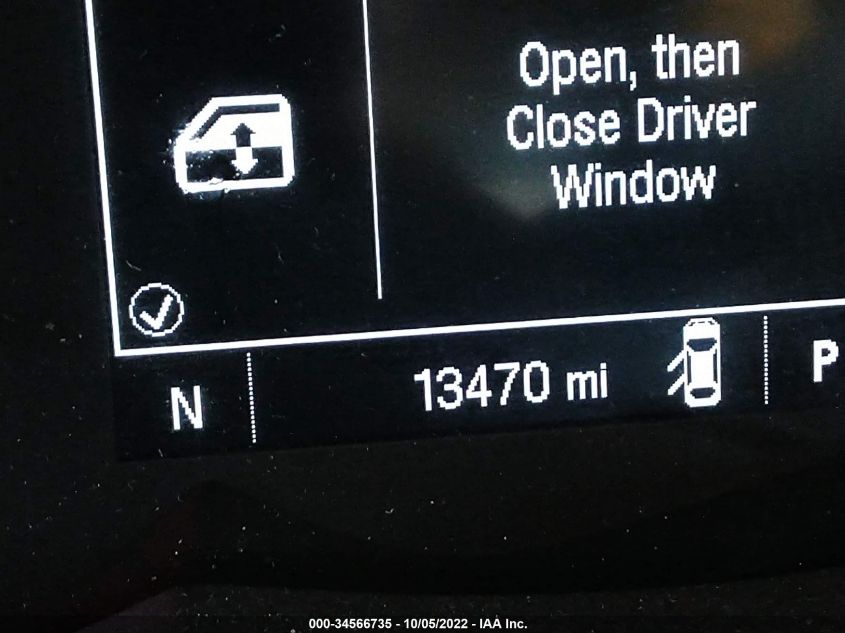 Open, then
Close Driver
Window
N
13470 mi
P
000-34566735 - 10/05/2022 - IAA Inc.